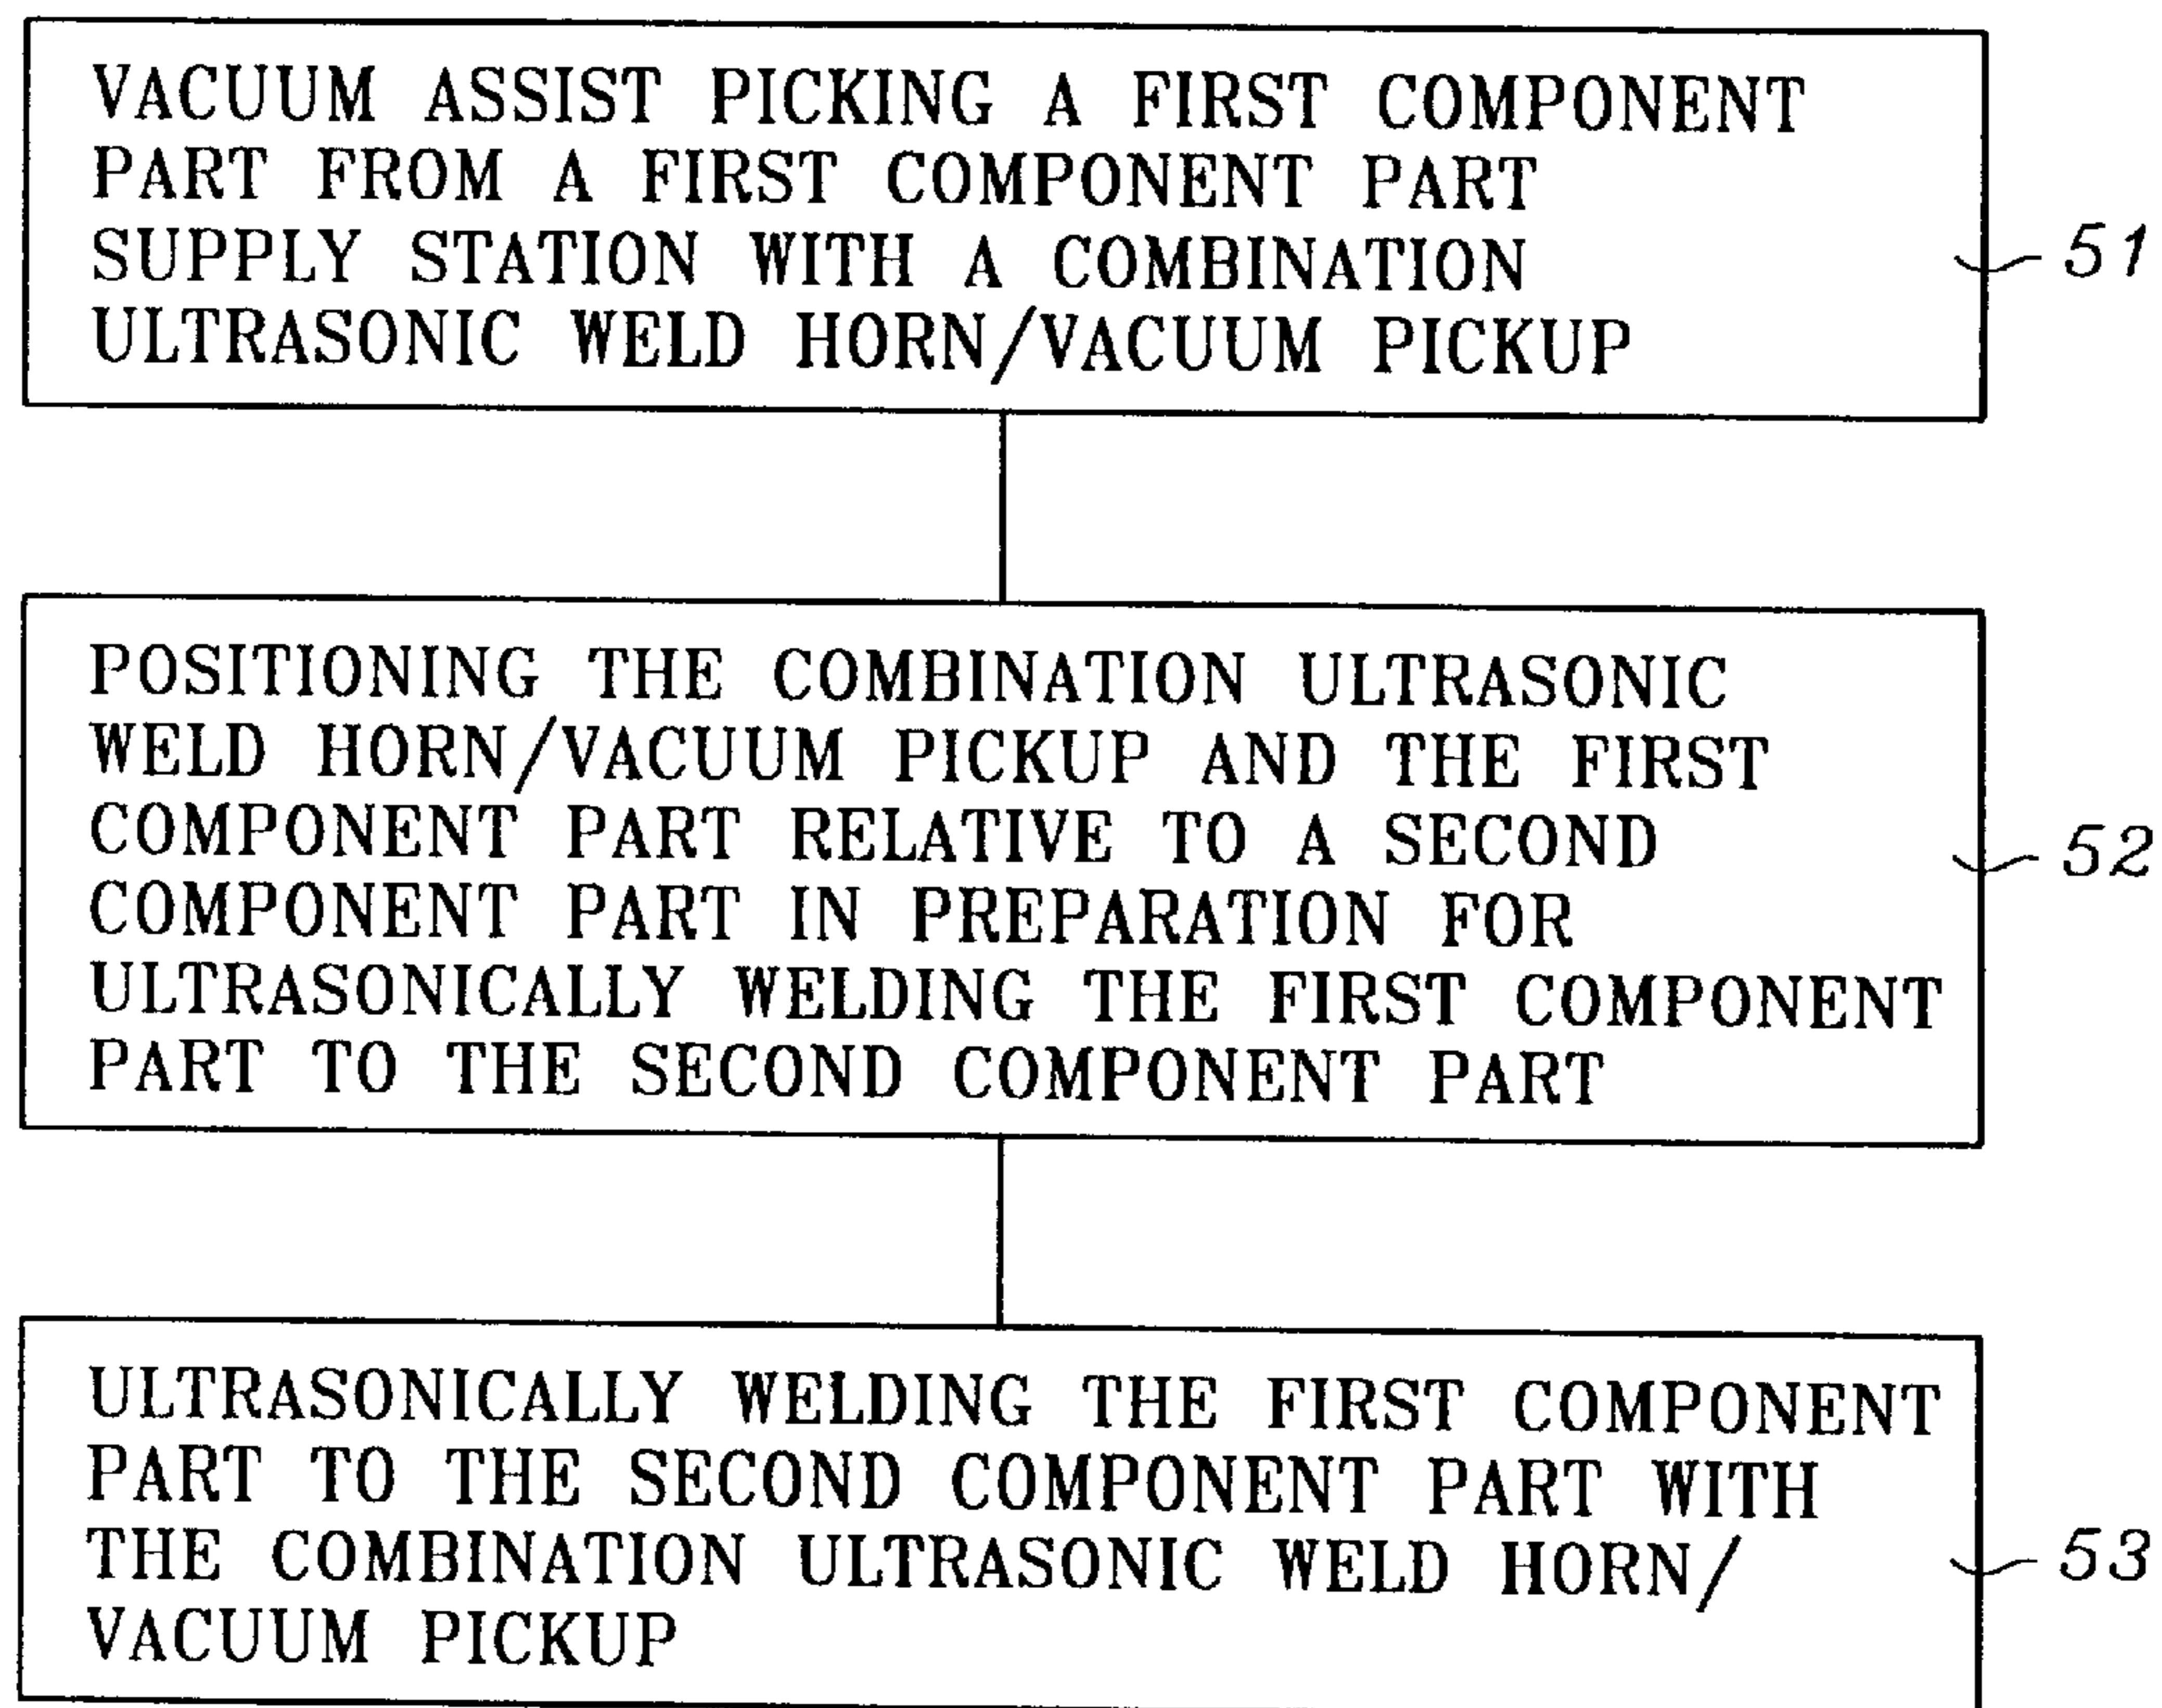 VACUUM ASSIST PICKING A FIRST COMPONENT
PART FROM A FIRST COMPONENT PART
SUPPLY STATION WITH A COMBINATION
ULTRASONIC WELD HORN/VACUUM PICKUP
51
POSITIONING THE COMBINATION ULTRASONIC
WELD HORN/VACUUM PICKUP AND THE FIRST
COMPONENT PART RELATIVE TO A SECOND
COMPONENT PART IN PREPARATION FOR
ULTRASONICALLY WELDING THE FIRST COMPONENT
PART TO THE SECOND COMPONENT PART
52
ULTRASONICALLY WELDING THE FIRST COMPONENT
PART TO THE SECOND COMPONENT PART WITH
THE COMBINATION ULTRASONIC WELD HORN/
VACUUM PICKUP
53